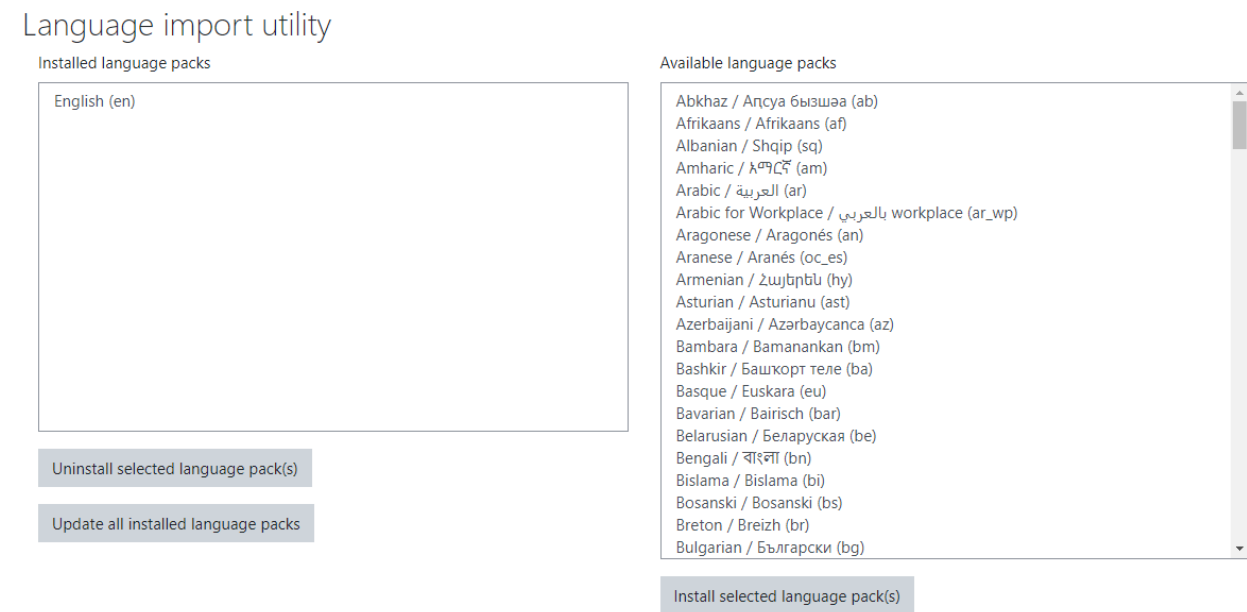 Language import utility
Installed language packs
English (en)
Uninstall selected language pack(s)
Update all installed language packs
Available language packs
Abkhaz / Аԥсуа бызшәа (ab)
Afrikaans / Afrikaans (af)
Albanian / Shqip (sq)
Amharic / አማርኛ (am)
Arabic / العربية (ar)
Arabic for Workplace / بالعربي workplace (ar_wp)
Aragonese / Aragonés (an)
Aranese / Aranés (oc_es)
Armenian / Հայերեն (hy)
Asturian / Asturianu (ast)
Azerbaijani / Azərbaycanca (az)
Bambara / Bamanankan (bm)
Bashkir / Башҡорт теле (ba)
Basque / Euskara (eu)
Bavarian / Bairisch (bar)
Belarusian / Беларуская (be)
Bengali / বাংলা (bn)
Bislama / Bislama (bi)
Bosanski / Bosanski (bs)
Breton / Breizh (br)
Bulgarian / Български (bg)
Install selected language pack(s)